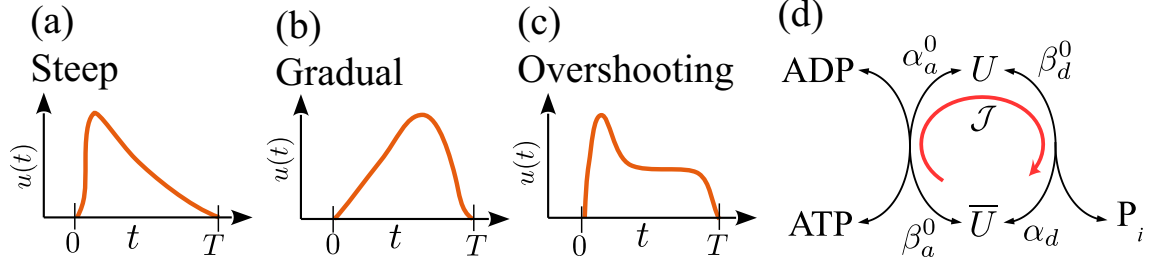 (a)
Steep
u(t)
0
t
T
(b)
Gradual
u(t)
0
t
T
(c)
Overshooting
u(t)
0
t
T
(d)
ADP
α_a^0
U
β_d^0
𝒥
ATP
β_a^0
U̅
α_d
P_i